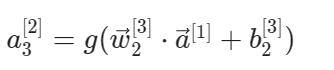 $a_3^{[2]} = g(\vec{w}_2^{[3]} \cdot \vec{a}^{[1]} + b_2^{[3]})$